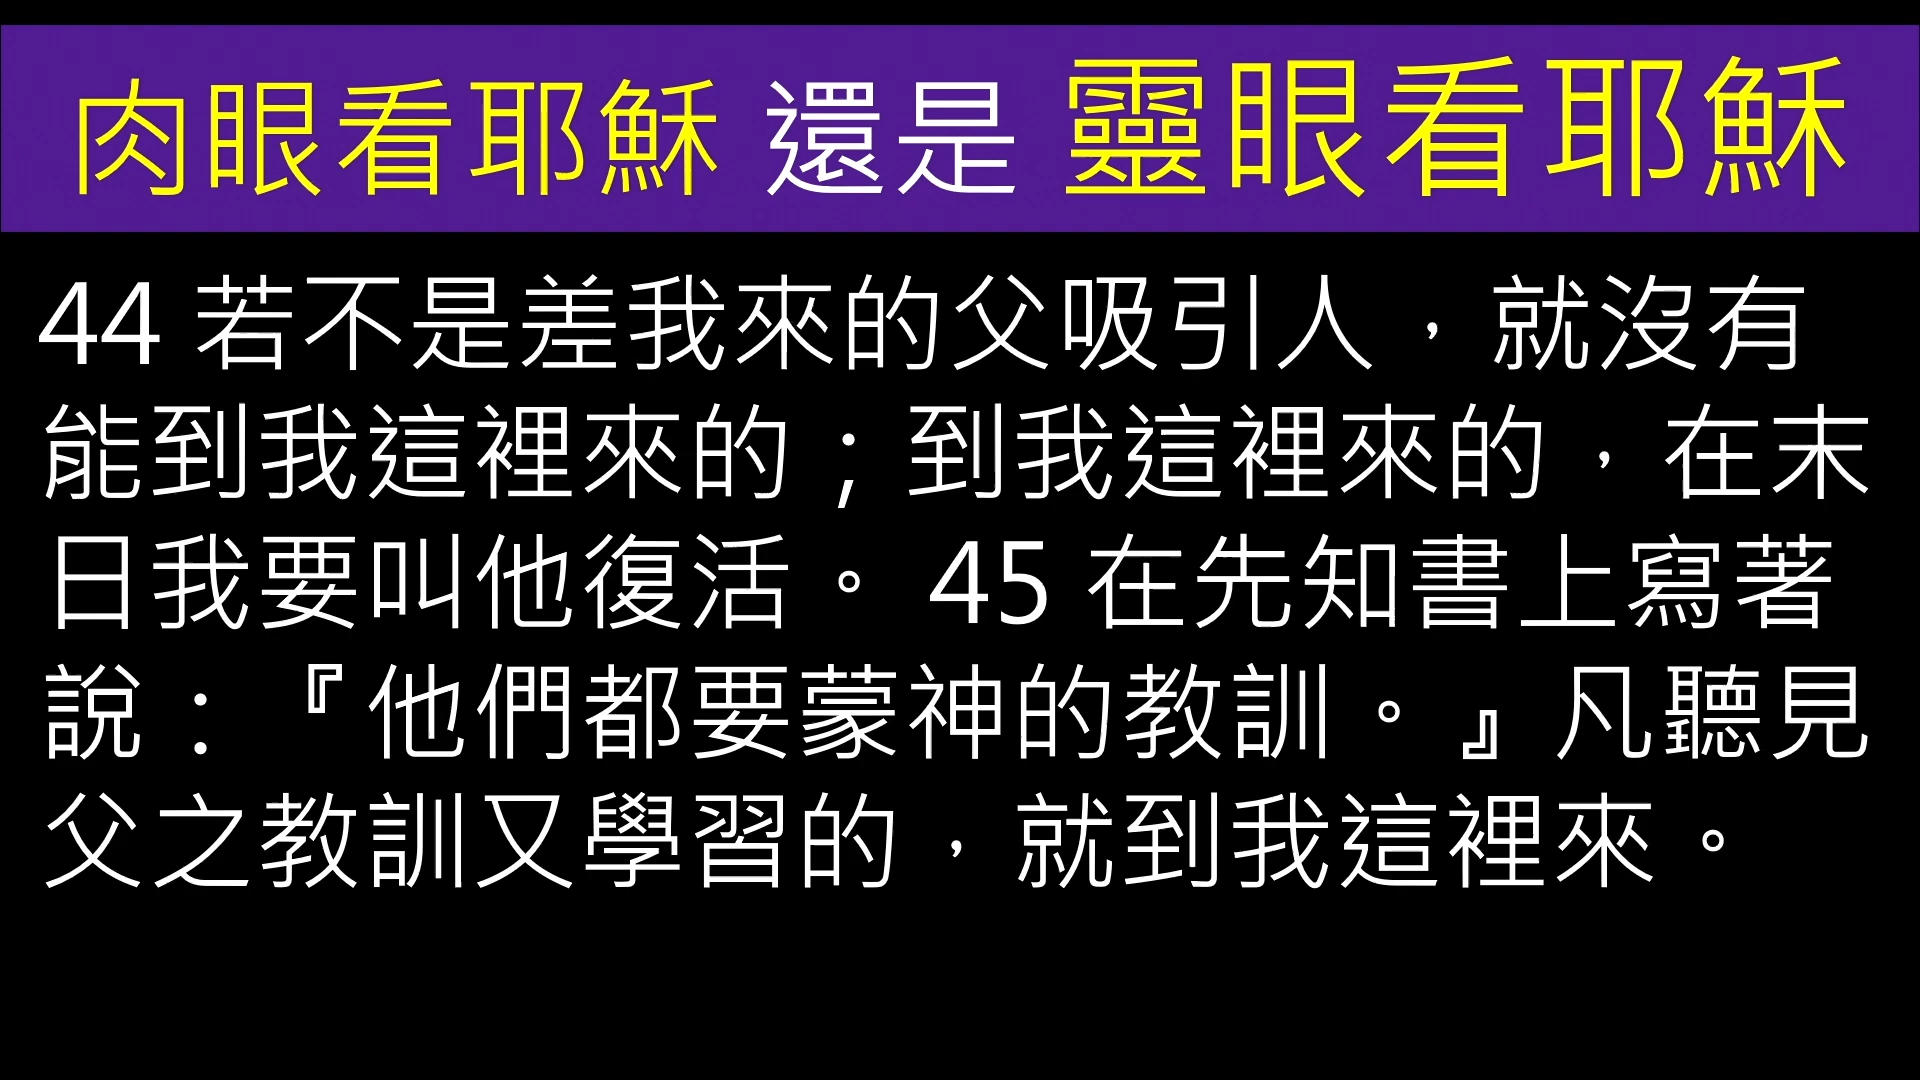 肉眼看耶穌 還是 靈眼看耶穌
44 若不是差我來的父吸引人，就沒有
能到我這裡來的；到我這裡來的，在末
日我要叫他復活。 45 在先知書上寫著
說：『他們都要蒙神的教訓。』凡聽見
父之教訓又學習的，就到我這裡來。